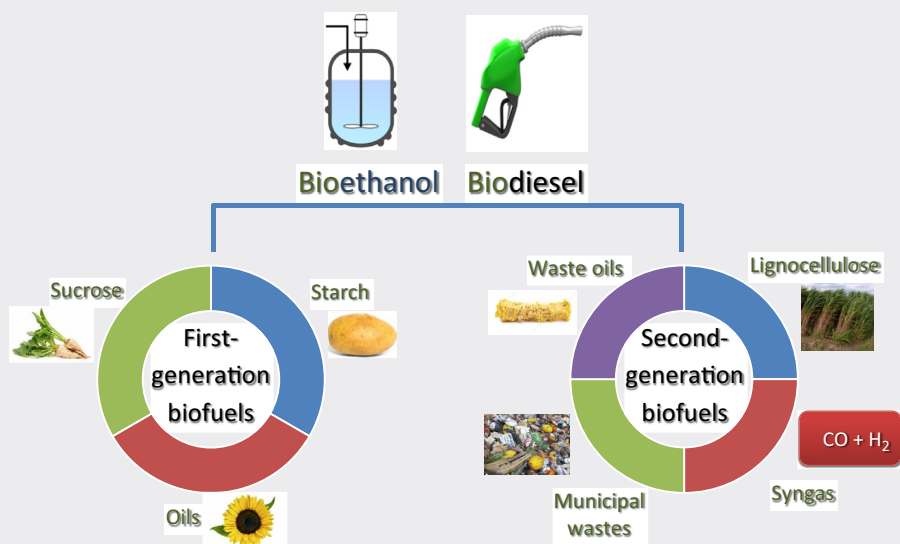 Bioethanol
Biodiesel
Sucrose
Starch
First-
generation
biofuels
Oils
Waste oils
Lignocellulose
Second-
generation
biofuels
CO + H₂
Municipal
wastes
Syngas